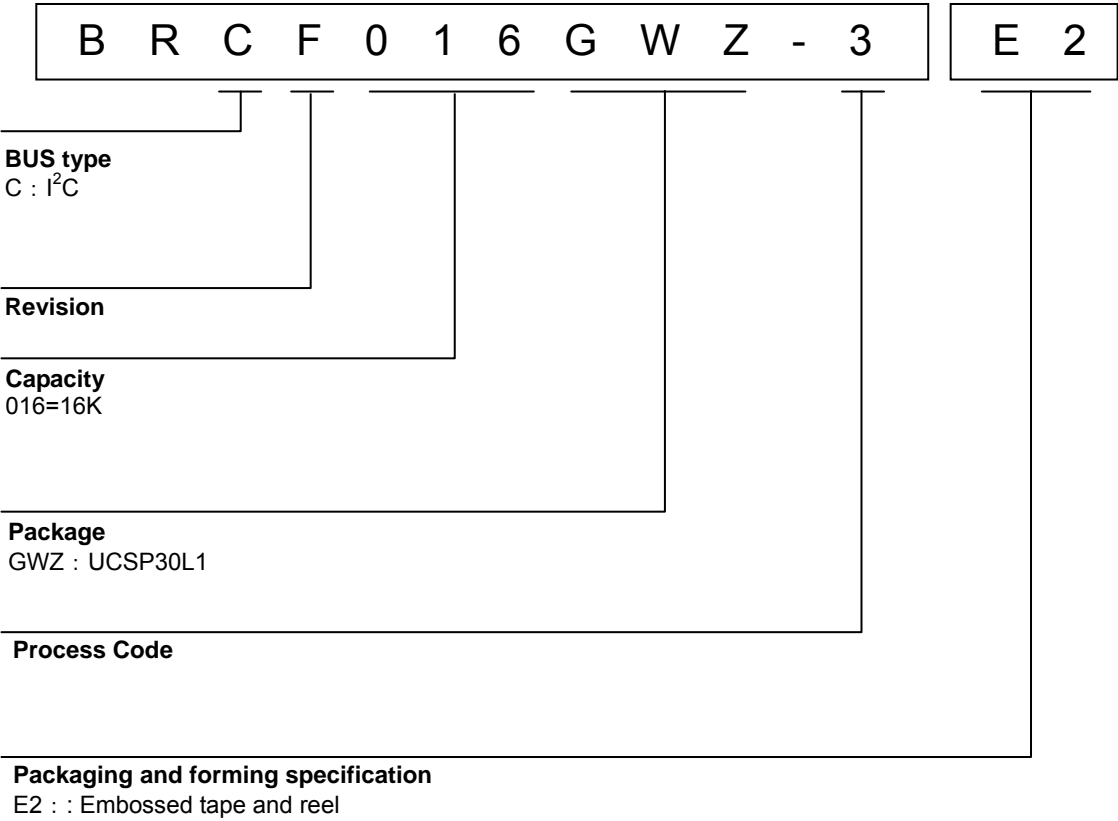 B R C F 0 1 6 G W Z - 3 E 2
BUS type
C : I²C
Revision
Capacity
016=16K
Package
GWZ : UCSP30L1
Process Code
Packaging and forming specification
E2 : : Embossed tape and reel